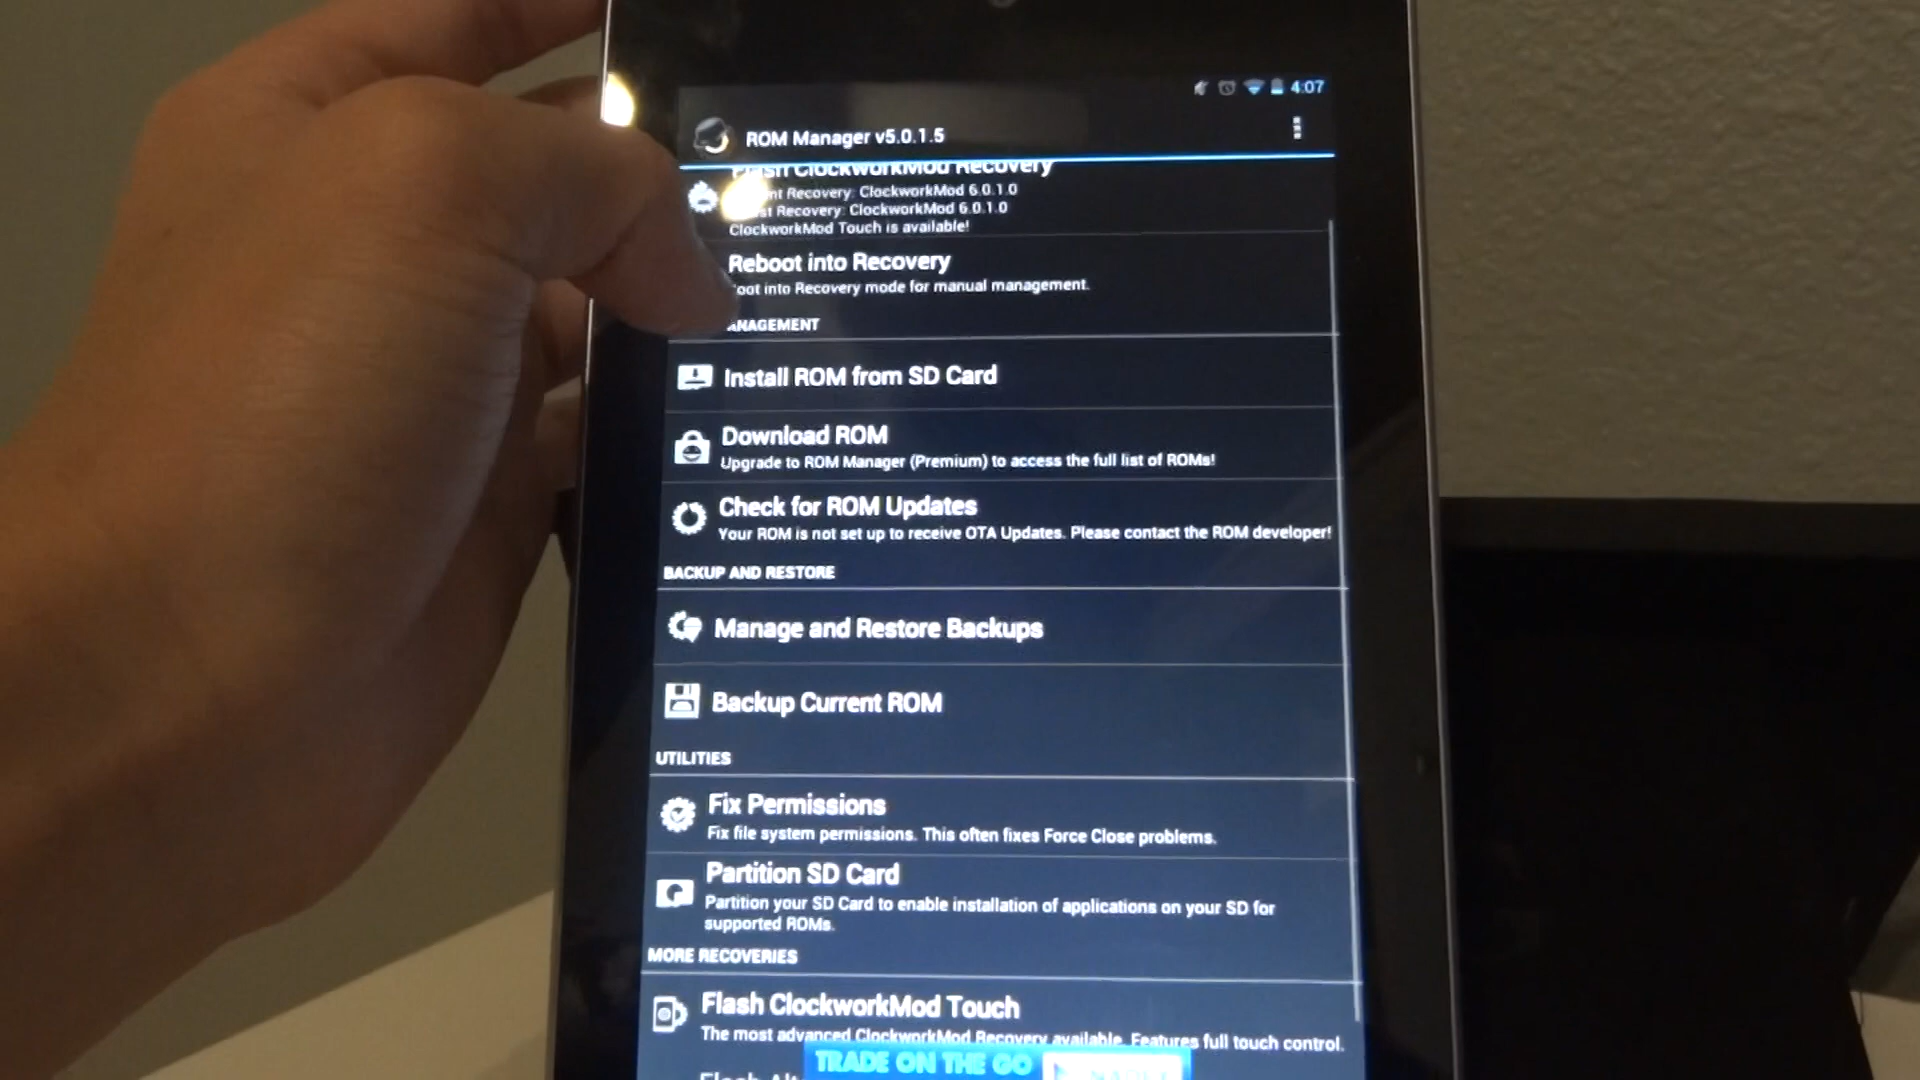 4:07
ROM Manager v5.0.1.5
Flash ClockworkMod Recovery
Recovery: ClockworkMod 6.0.1.0
Recovery: ClockworkMod 6.0.1.0
ClockworkMod Touch is available!
Reboot into Recovery
oot into Recovery mode for manual management.
ANAGEMENT
Install ROM from SD Card
Download ROM
Upgrade to ROM Manager (Premium) to access the full list of ROMs!
Check for ROM Updates
Your ROM is not set up to receive OTA Updates. Please contact the ROM developer!
BACKUP AND RESTORE
Manage and Restore Backups
Backup Current ROM
UTILITIES
Fix Permissions
Fix file system permissions. This often fixes Force Close problems.
Partition SD Card
Partition your SD Card to enable installation of applications on your SD for
supported ROMs.
MORE RECOVERIES
Flash ClockworkMod Touch
The most advanced ClockworkMod Recovery available. Features full touch control.
TRADE ON THE GO
Flash